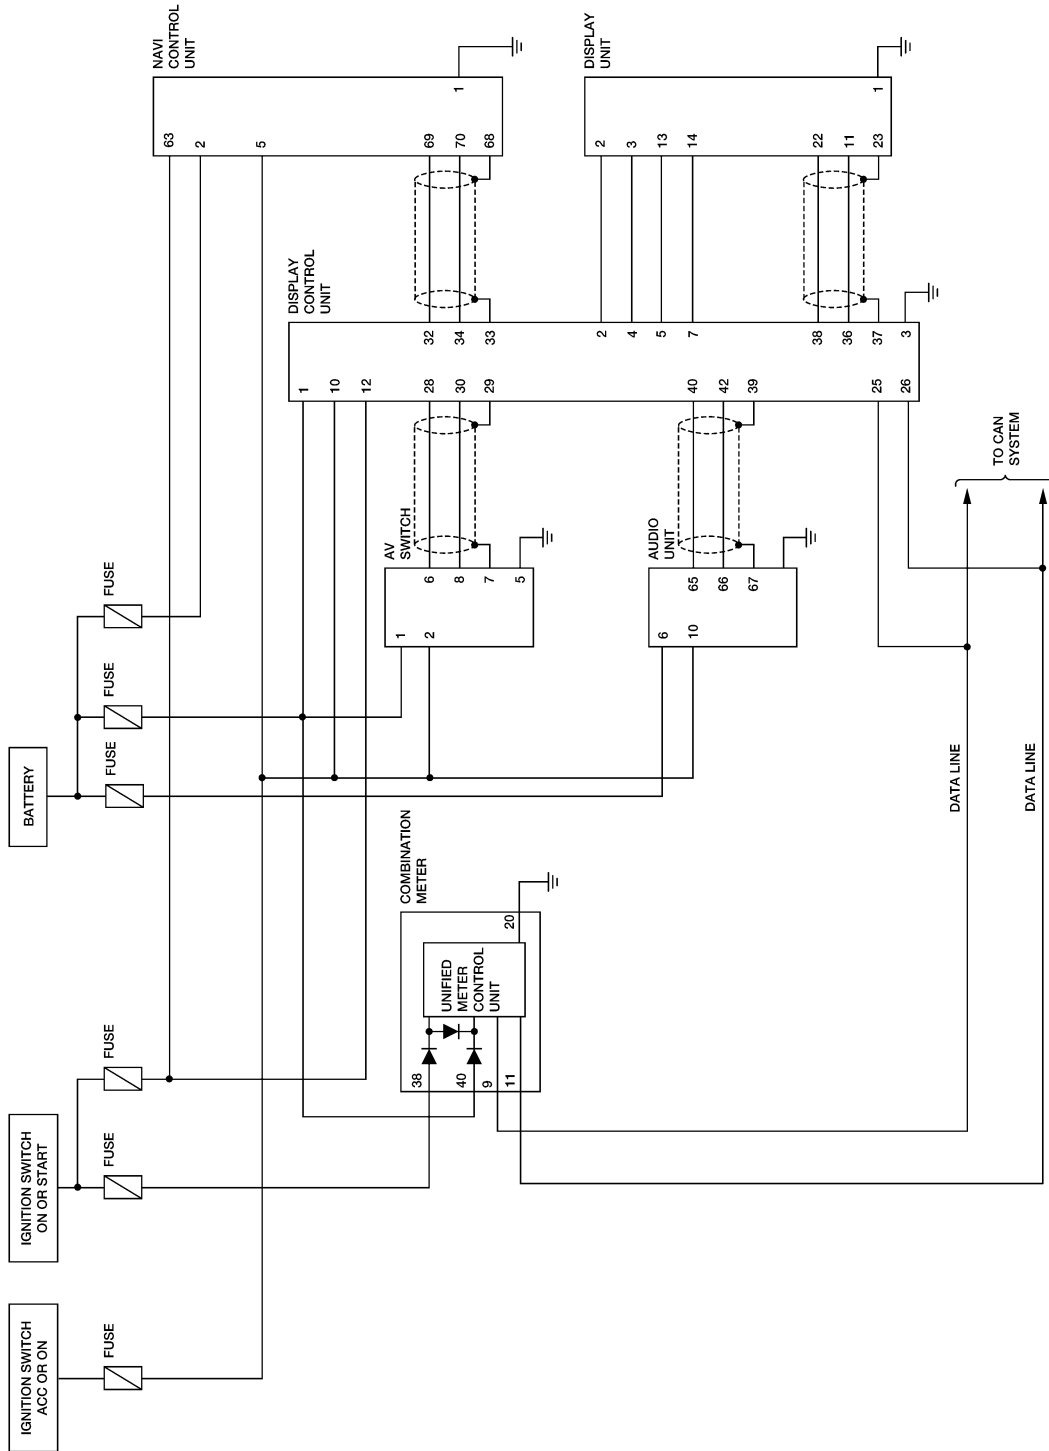 IGNITION SWITCH
ACC OR ON
IGNITION SWITCH
ON OR START
BATTERY
FUSE
FUSE
FUSE
FUSE
FUSE
FUSE
NAVI
CONTROL
UNIT
63
2
5
69
70
68
1
DISPLAY
CONTROL
UNIT
1
10
12
28
30
29
40
42
39
25
26
32
34
33
2
4
5
7
38
36
37
3
AV
SWITCH
1
2
6
8
7
5
COMBINATION
METER
38
40
9
11
UNIFIED
METER
CONTROL
UNIT
20
DISPLAY
UNIT
2
3
13
14
22
11
23
1
AUDIO
UNIT
6
10
65
66
67
DATA LINE
DATA LINE
TO CAN
SYSTEM